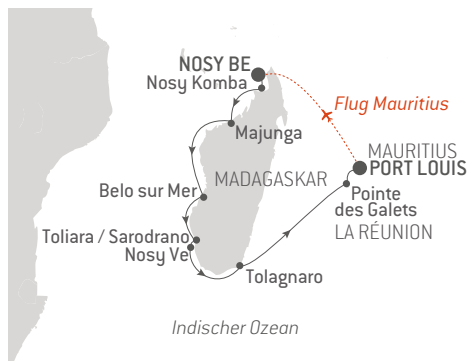 NOSY BE
Nosy Komba
Flug Mauritius
Majunga
MAURITIUS
PORT LOUIS
MADAGASKAR
Belo sur Mer
Pointe
des Galets
LA RÉUNION
Toliara / Sarodrano
Nosy Ve
Tolagnaro
Indischer Ozean